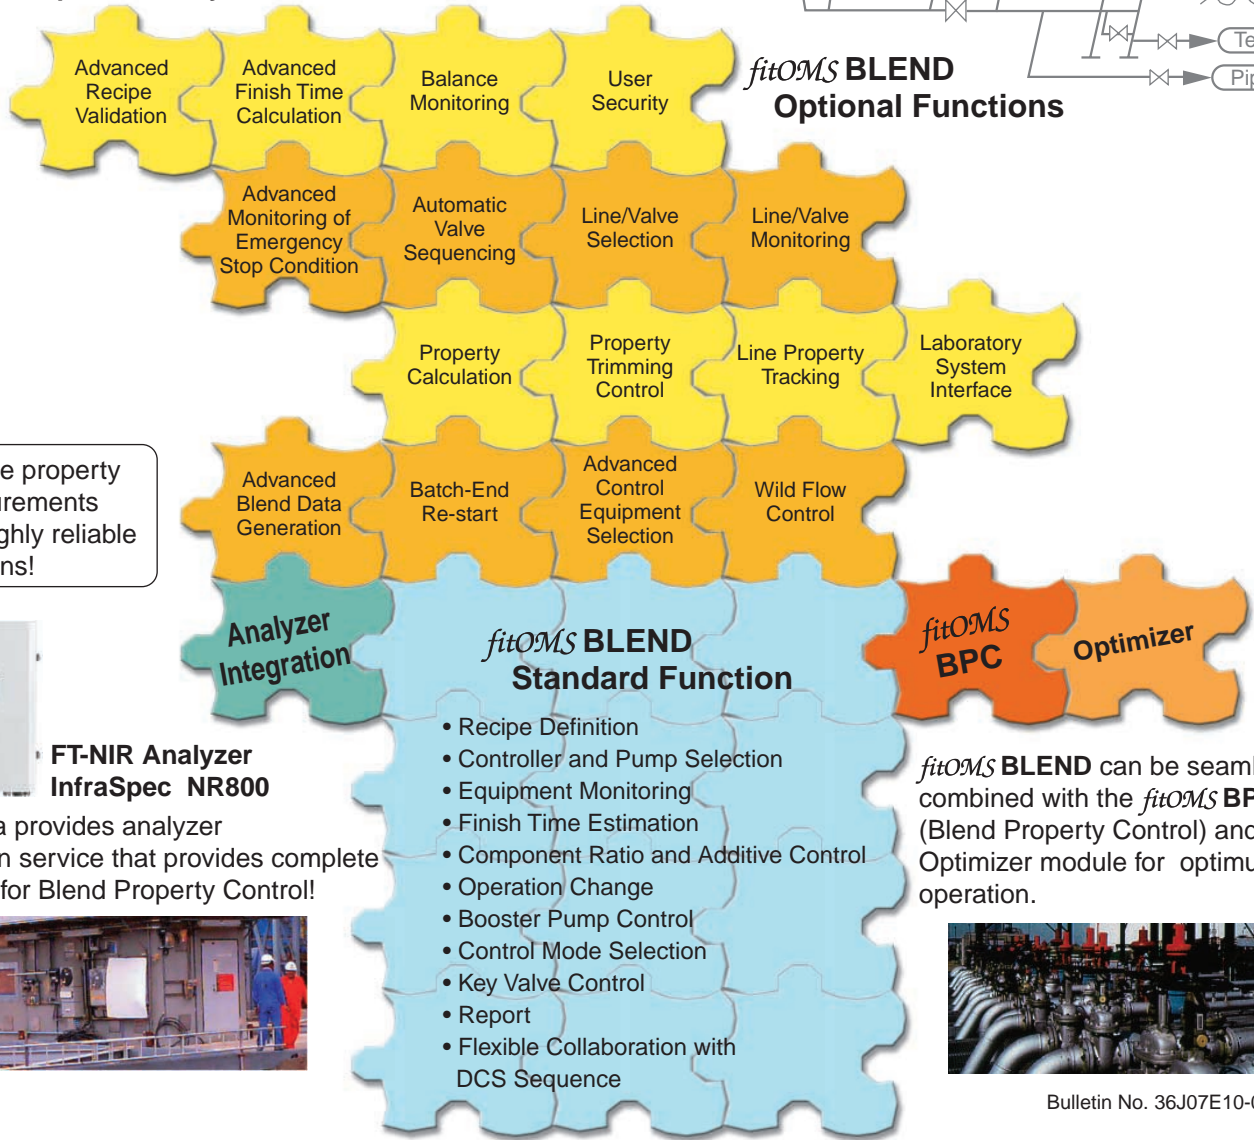 Advanced
Recipe
Validation
Advanced
Finish Time
Calculation
Balance
Monitoring
User
Security
fitOMS BLEND
Optional Functions
Advanced
Monitoring of
Emergency
Stop Condition
Automatic
Valve
Sequencing
Line/Valve
Selection
Line/Valve
Monitoring
Property
Calculation
Property
Trimming
Control
Line Property
Tracking
Laboratory
System
Interface
property
Advanced
Blend Data
Generation
Batch-End
Re-start
Advanced
Control
Equipment
Selection
Wild Flow
Control
reliable
Analyzer
Integration
fitOMS BLEND
Standard Function
fitOMS
BPC
Optimizer
• Recipe Definition
• Controller and Pump Selection
• Equipment Monitoring
• Finish Time Estimation
• Component Ratio and Additive Control
• Operation Change
• Booster Pump Control
• Control Mode Selection
• Key Valve Control
• Report
• Flexible Collaboration with
DCS Sequence
FT-NIR Analyzer
InfraSpec NR800
provides analyzer
service that provides complete
for Blend Property Control!
fitOMS BLEND can be
combined with the fitOMS
(Blend Property Control) and
Optimizer module for
operation.
Bulletin No.